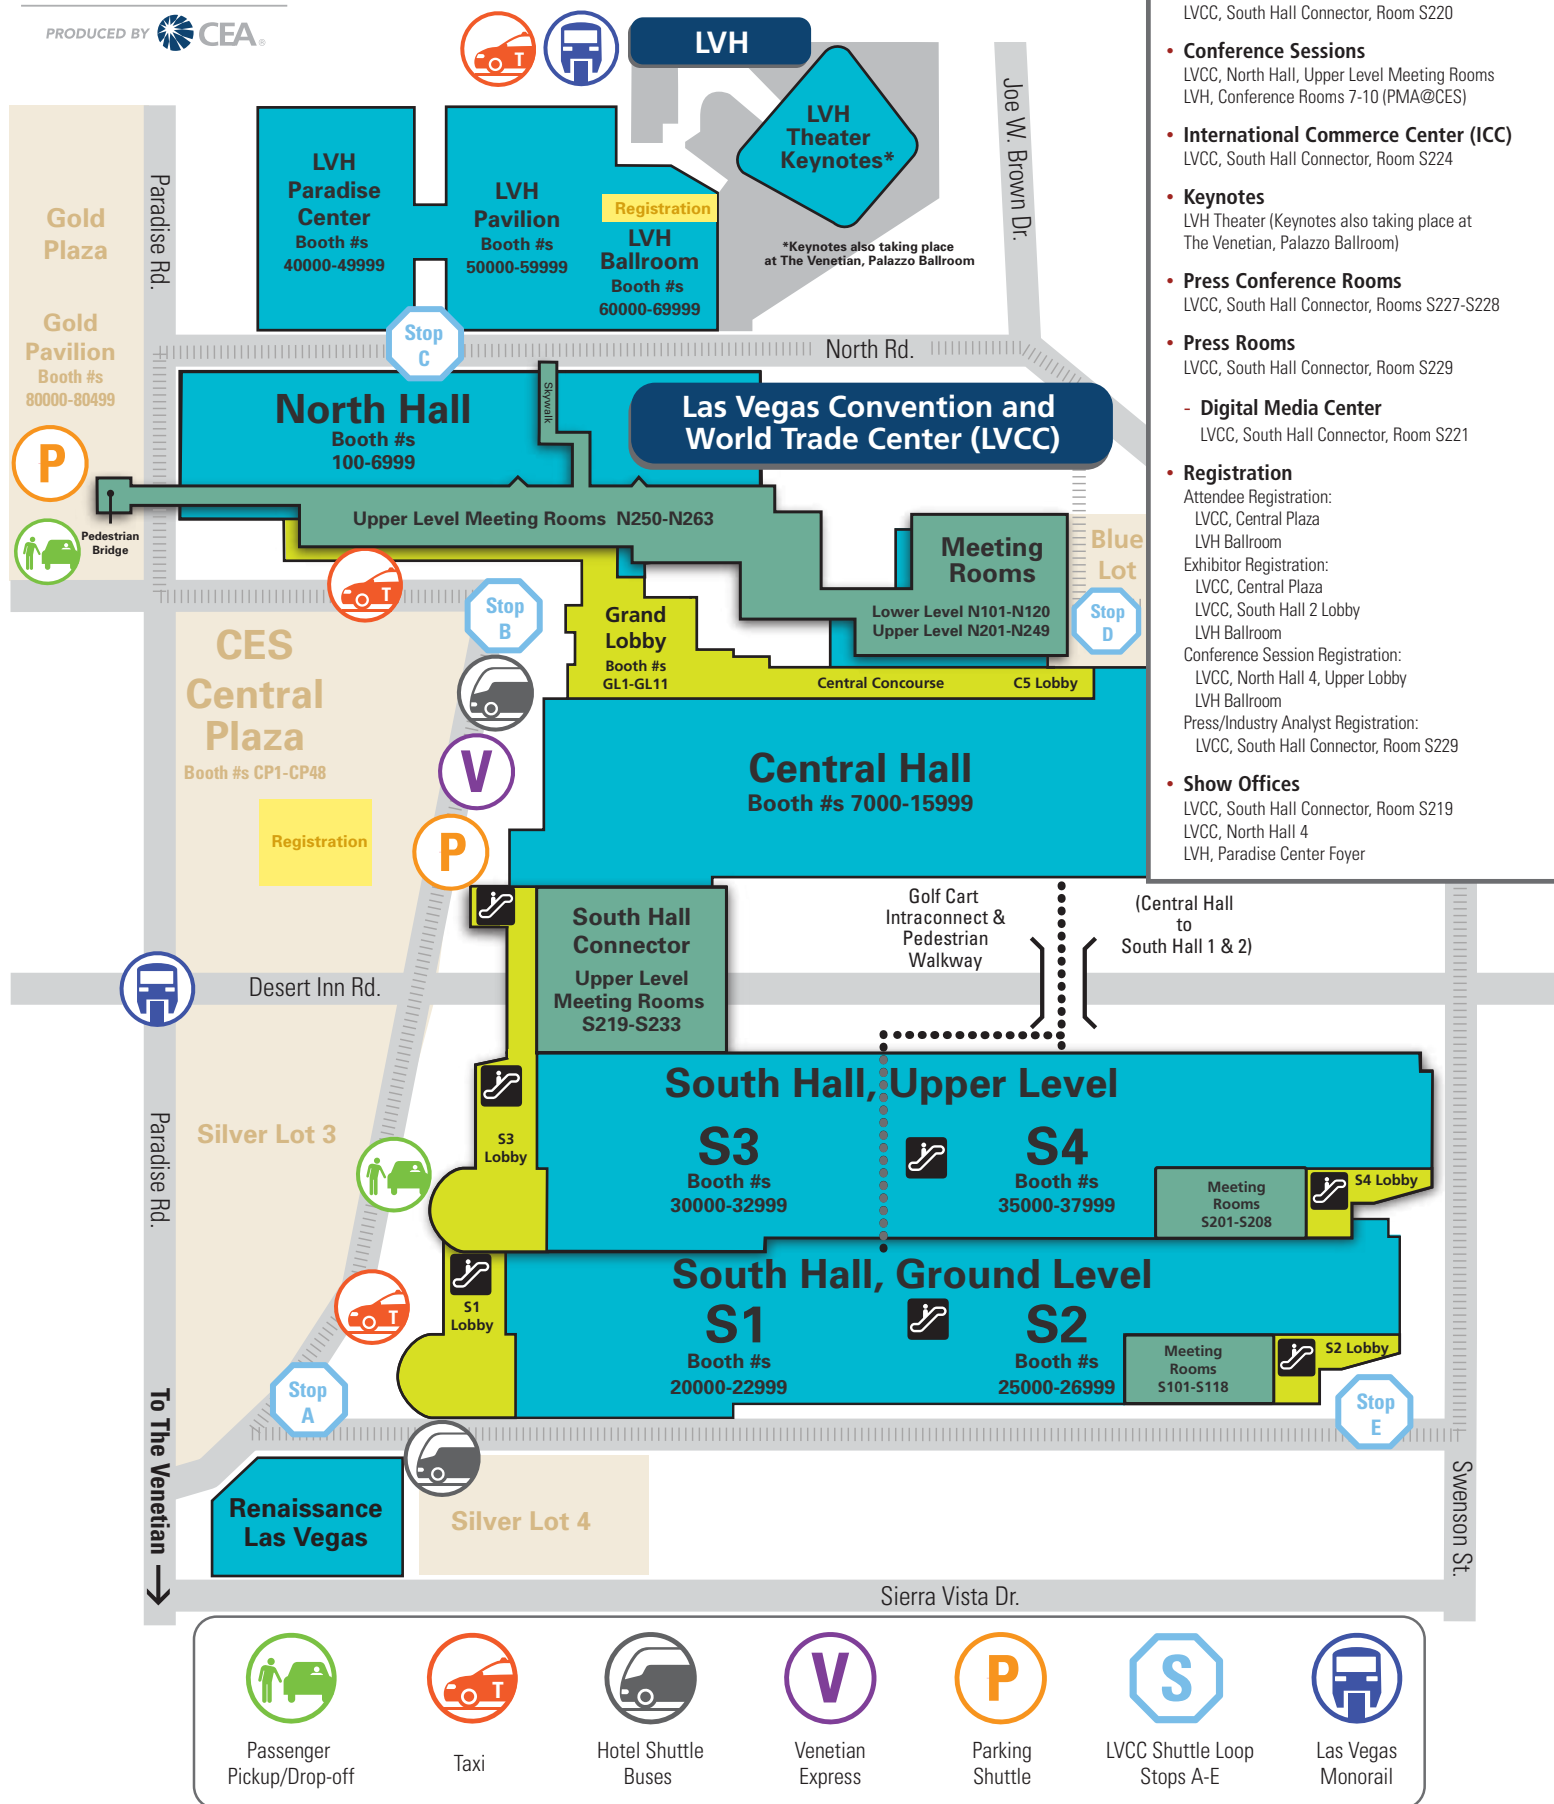 PRODUCED BY CEA®
LVH
LVH
Theater
Keynotes*
*Keynotes also taking place
at The Venetian, Palazzo Ballroom
Joe W. Brown Dr.
LVH
Paradise
Center
Booth #s
40000-49999
LVH
Pavilion
Booth #s
50000-59999
Registration
LVH
Ballroom
Booth #s
60000-69999
Gold
Plaza
Gold
Pavilion
Booth #s
80000-80499
Paradise Rd.
P
Pedestrian
Bridge
Stop
C
North Rd.
North Hall
Booth #s
100-6999
Skywalk
Las Vegas Convention and
World Trade Center (LVCC)
Upper Level Meeting Rooms N250-N263
Meeting
Rooms
Lower Level N101-N120
Upper Level N201-N249
Blue
Lot
Stop
D
T
T
Stop
B
Grand
Lobby
Booth #s
GL1-GL11
Central Concourse
C5 Lobby
CES
Central
Plaza
Booth #s CP1-CP48
Registration
V
P
Central Hall
Booth #s 7000-15999
South Hall
Connector
Upper Level
Meeting Rooms
S219-S233
Golf Cart
Intraconnect &
Pedestrian
Walkway
(Central Hall
to
South Hall 1 & 2)
Desert Inn Rd.
Silver Lot 3
Paradise Rd.
S3
Lobby
South Hall, Upper Level
S3
Booth #s
30000-32999
S4
Booth #s
35000-37999
Meeting
Rooms
S201-S208
S4 Lobby
S1
Lobby
South Hall, Ground Level
S1
Booth #s
20000-22999
S2
Booth #s
25000-26999
Meeting
Rooms
S101-S118
S2 Lobby
T
Stop
A
Stop
E
To The Venetian
Renaissance
Las Vegas
Silver Lot 4
Swenson St.
Sierra Vista Dr.
LVCC, South Hall Connector, Room S220
• Conference Sessions
LVCC, North Hall, Upper Level Meeting Rooms
LVH, Conference Rooms 7-10 (PMA@CES)
• International Commerce Center (ICC)
LVCC, South Hall Connector, Room S224
• Keynotes
LVH Theater (Keynotes also taking place at
The Venetian, Palazzo Ballroom)
• Press Conference Rooms
LVCC, South Hall Connector, Rooms S227-S228
• Press Rooms
LVCC, South Hall Connector, Room S229
- Digital Media Center
LVCC, South Hall Connector, Room S221
• Registration
Attendee Registration:
LVCC, Central Plaza
LVH Ballroom
Exhibitor Registration:
LVCC, Central Plaza
LVCC, South Hall 2 Lobby
LVH Ballroom
Conference Session Registration:
LVCC, North Hall 4, Upper Lobby
LVH Ballroom
Press/Industry Analyst Registration:
LVCC, South Hall Connector, Room S229
• Show Offices
LVCC, South Hall Connector, Room S219
LVCC, North Hall 4
LVH, Paradise Center Foyer
Passenger
Pickup/Drop-off
T
Taxi
Hotel Shuttle
Buses
V
Venetian
Express
P
Parking
Shuttle
S
LVCC Shuttle Loop
Stops A-E
Las Vegas
Monorail